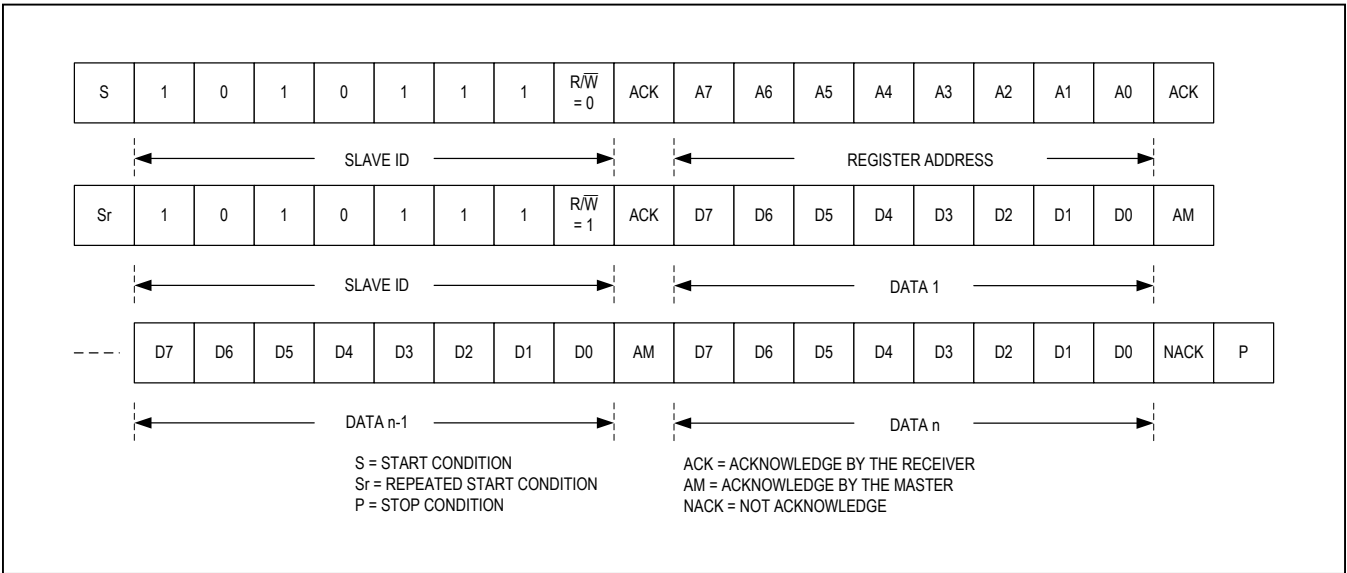 S 1 0 1 0 1 1 1 R/W̅ = 0 ACK A7 A6 A5 A4 A3 A2 A1 A0 ACK
SLAVE ID REGISTER ADDRESS
Sr 1 0 1 0 1 1 1 R/W̅ = 1 ACK D7 D6 D5 D4 D3 D2 D1 D0 AM
SLAVE ID DATA 1
D7 D6 D5 D4 D3 D2 D1 D0 AM D7 D6 D5 D4 D3 D2 D1 D0 NACK P
DATA n-1 DATA n
S = START CONDITION
Sr = REPEATED START CONDITION
P = STOP CONDITION
ACK = ACKNOWLEDGE BY THE RECEIVER
AM = ACKNOWLEDGE BY THE MASTER
NACK = NOT ACKNOWLEDGE